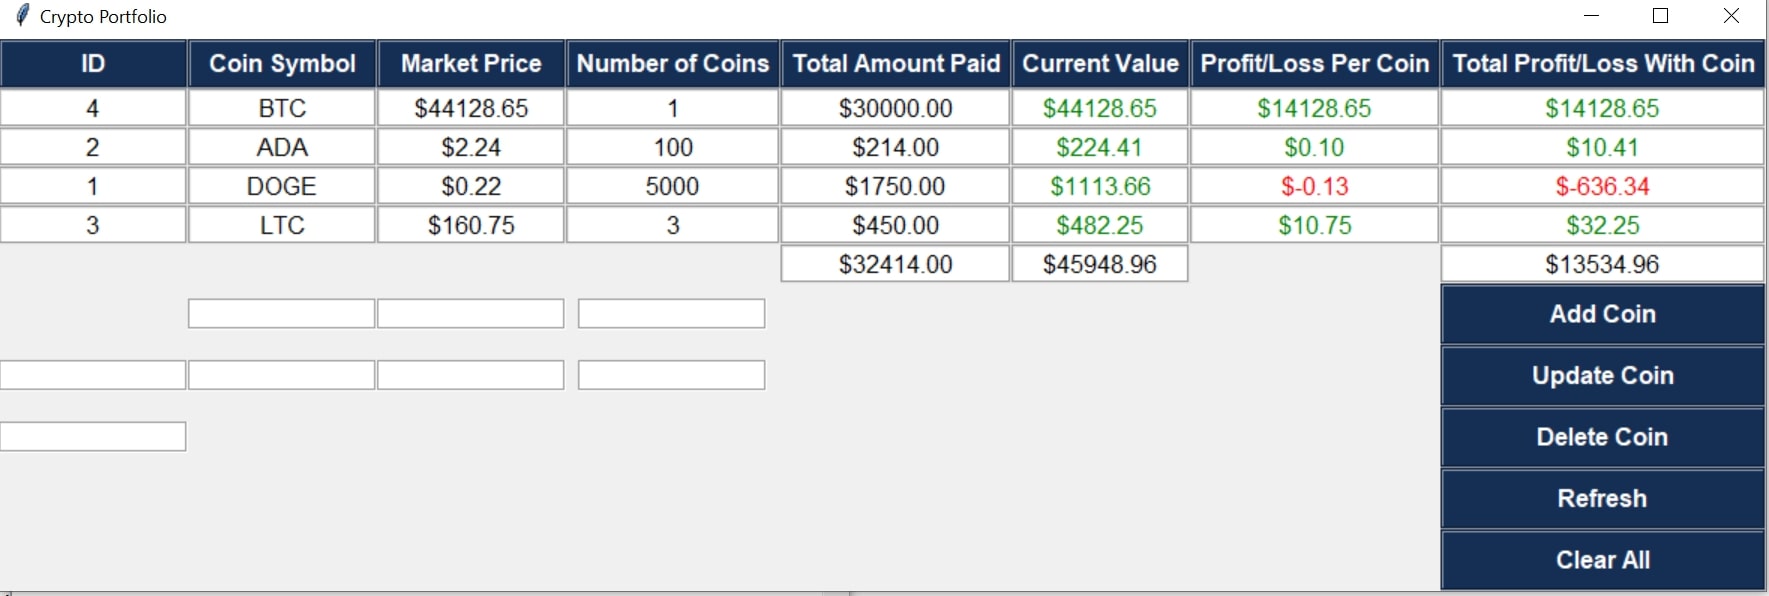 Crypto Portfolio
ID Coin Symbol Market Price Number of Coins Total Amount Paid Current Value Profit/Loss Per Coin Total Profit/Loss With Coin
4 BTC $44128.65 1 $30000.00 $44128.65 $14128.65 $14128.65
2 ADA $2.24 100 $214.00 $224.41 $0.10 $10.41
1 DOGE $0.22 5000 $1750.00 $1113.66 $-0.13 $-636.34
3 LTC $160.75 3 $450.00 $482.25 $10.75 $32.25
$32414.00 $45948.96 $13534.96
Add Coin
Update Coin
Delete Coin
Refresh
Clear All